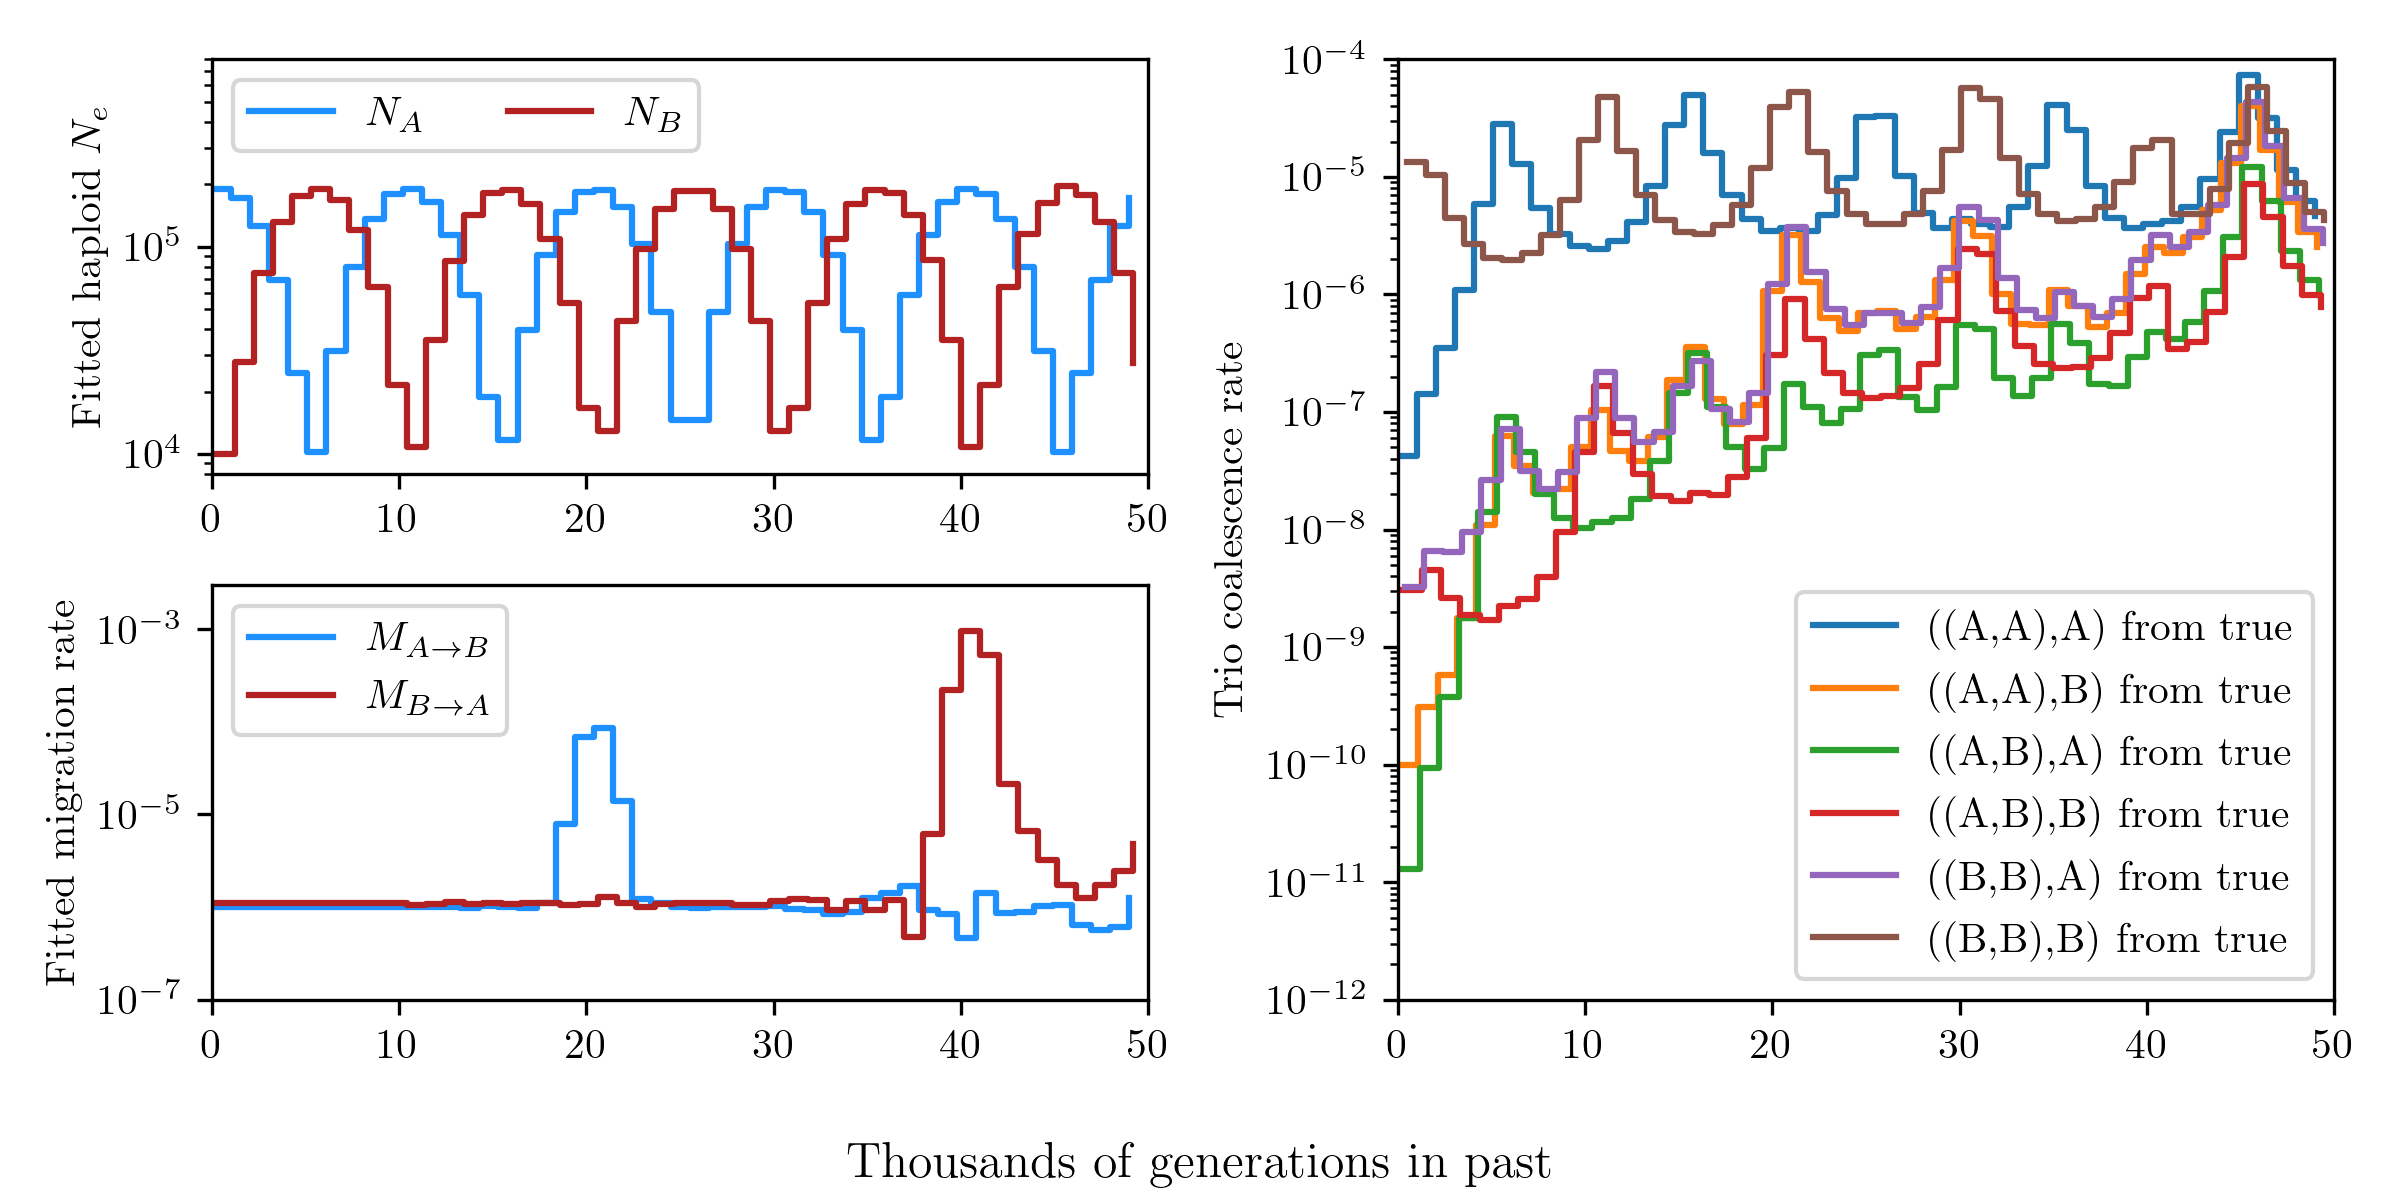 Fitted haploid N_e
10^5
10^4
N_A N_B
0 10 20 30 40 50
Fitted migration rate
10^{-3}
10^{-5}
10^{-7}
M_{A→B}
M_{B→A}
0 10 20 30 40 50
Trio coalescence rate
10^{-4}
10^{-5}
10^{-6}
10^{-7}
10^{-8}
10^{-9}
10^{-10}
10^{-11}
10^{-12}
((A,A),A) from true
((A,A),B) from true
((A,B),A) from true
((A,B),B) from true
((B,B),A) from true
((B,B),B) from true
0 10 20 30 40 50
Thousands of generations in past